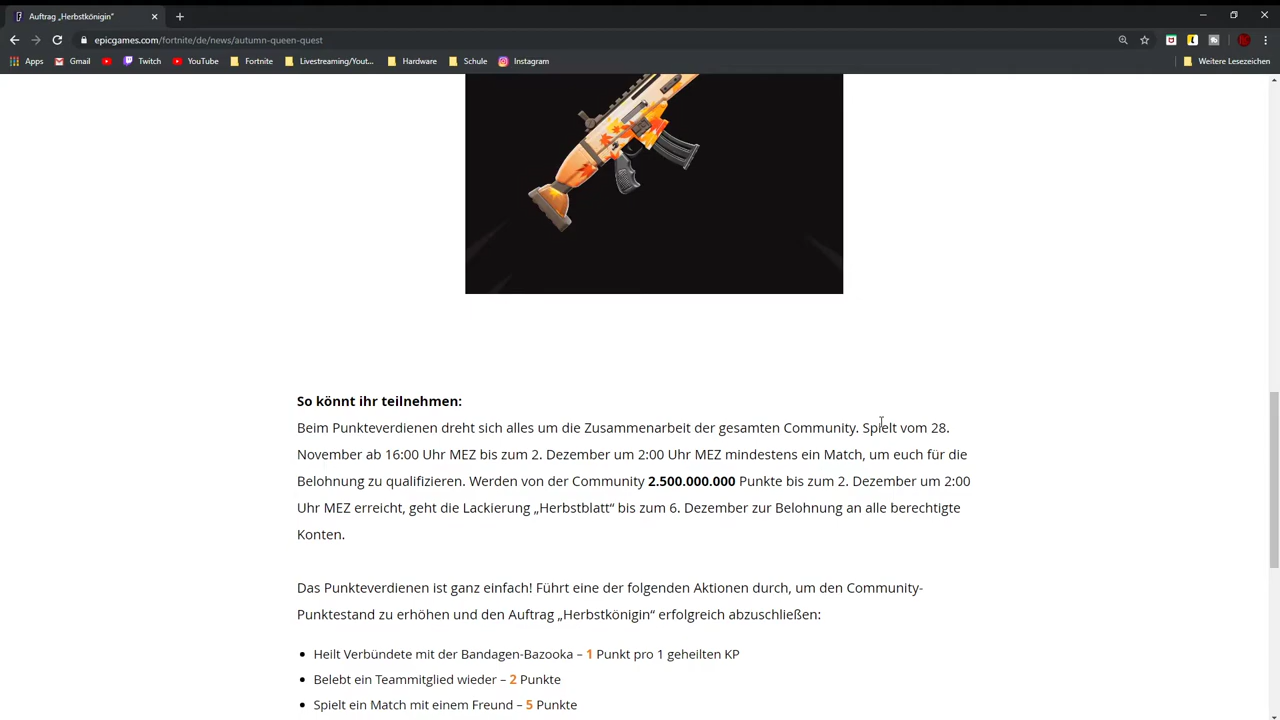 Auftrag „Herbstkönigin“
epicgames.com/fortnite/de/news/autumn-queen-quest
Apps Gmail Twitch YouTube Fortnite Livestreaming/Yout... Hardware Schule Instagram Weitere Lesezeichen
So könnt ihr teilnehmen:
Beim Punkteverdienen dreht sich alles um die Zusammenarbeit der gesamten Community. Spielt vom 28.
November ab 16:00 Uhr MEZ bis zum 2. Dezember um 2:00 Uhr MEZ mindestens ein Match, um euch für die
Belohnung zu qualifizieren. Werden von der Community 2.500.000.000 Punkte bis zum 2. Dezember um 2:00
Uhr MEZ erreicht, geht die Lackierung „Herbstblatt“ bis zum 6. Dezember zur Belohnung an alle berechtigte
Konten.
Das Punkteverdienen ist ganz einfach! Führt eine der folgenden Aktionen durch, um den Community-
Punktestand zu erhöhen und den Auftrag „Herbstkönigin“ erfolgreich abzuschließen:
• Heilt Verbündete mit der Bandagen-Bazooka – 1 Punkt pro 1 geheilten KP
• Belebt ein Teammitglied wieder – 2 Punkte
• Spielt ein Match mit einem Freund – 5 Punkte